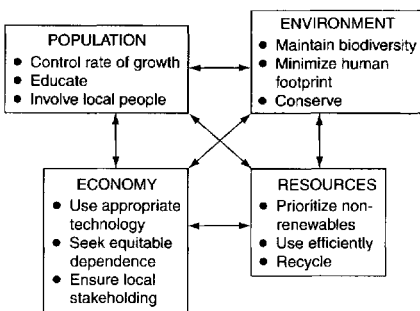 POPULATION
● Control rate of growth
● Educate
● Involve local people
ENVIRONMENT
● Maintain biodiversity
● Minimize human
footprint
● Conserve
ECONOMY
● Use appropriate
technology
● Seek equitable
dependence
● Ensure local
stakeholding
RESOURCES
● Prioritize non-
renewables
● Use efficiently
● Recycle